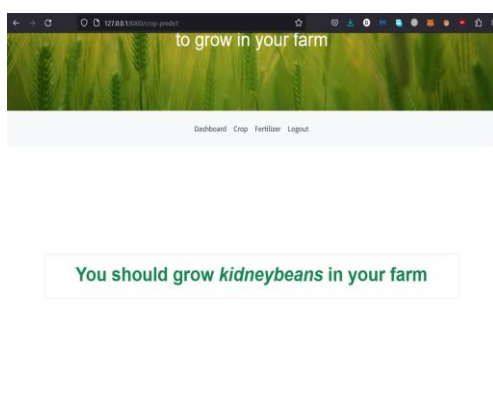 127.0.0.1:8000/crop-predict
to grow in your farm
Dashboard Crop Fertilizer Logout
You should grow kidneybeans in your farm